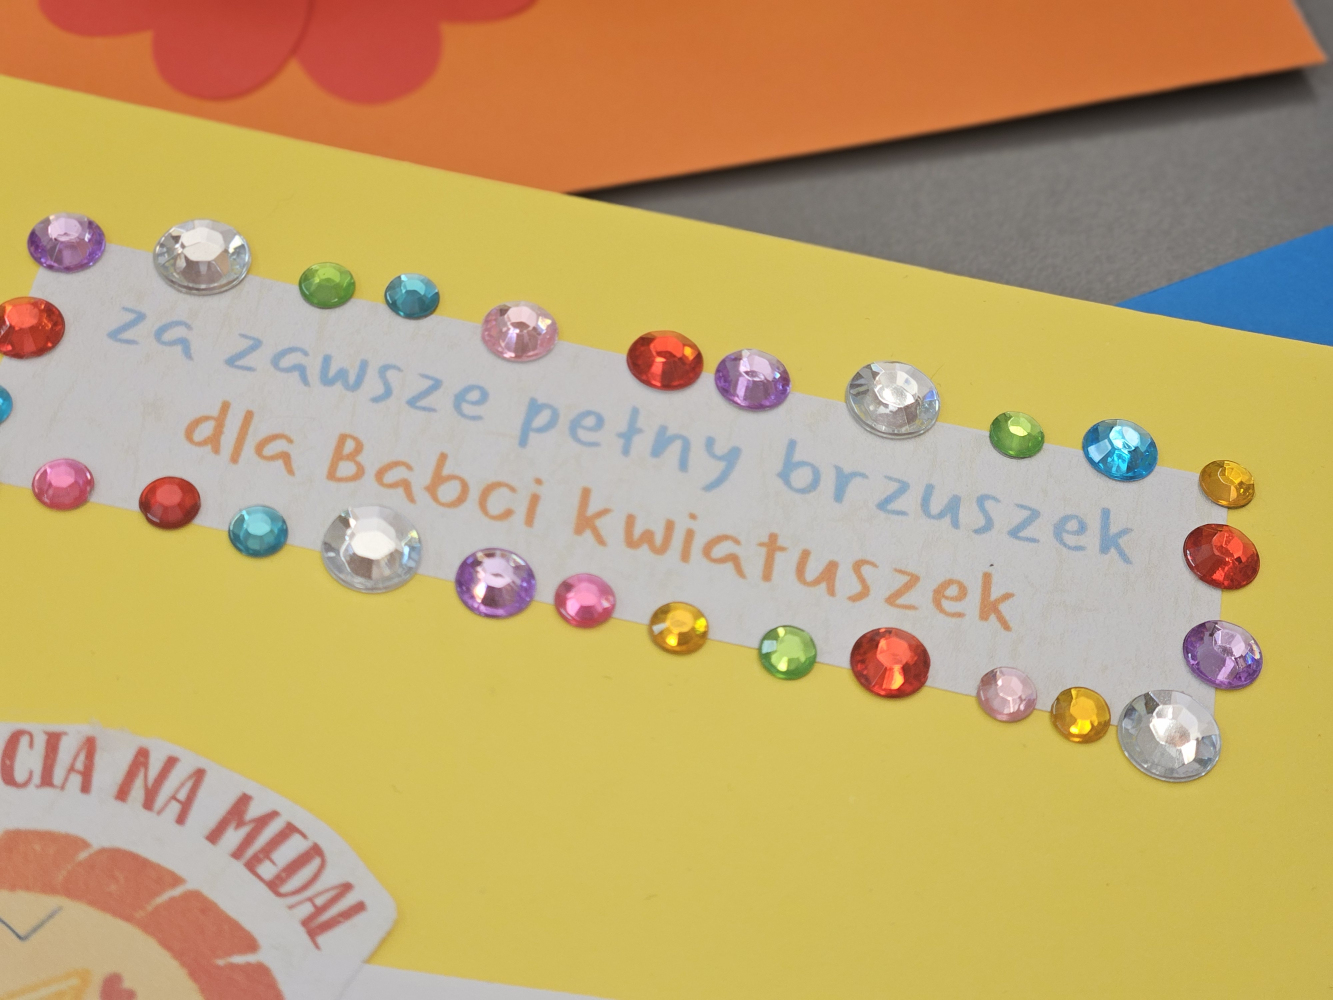 za zawsze pełny brzuszek
dla Babci kwiatuszek
CIA NA MEDAL